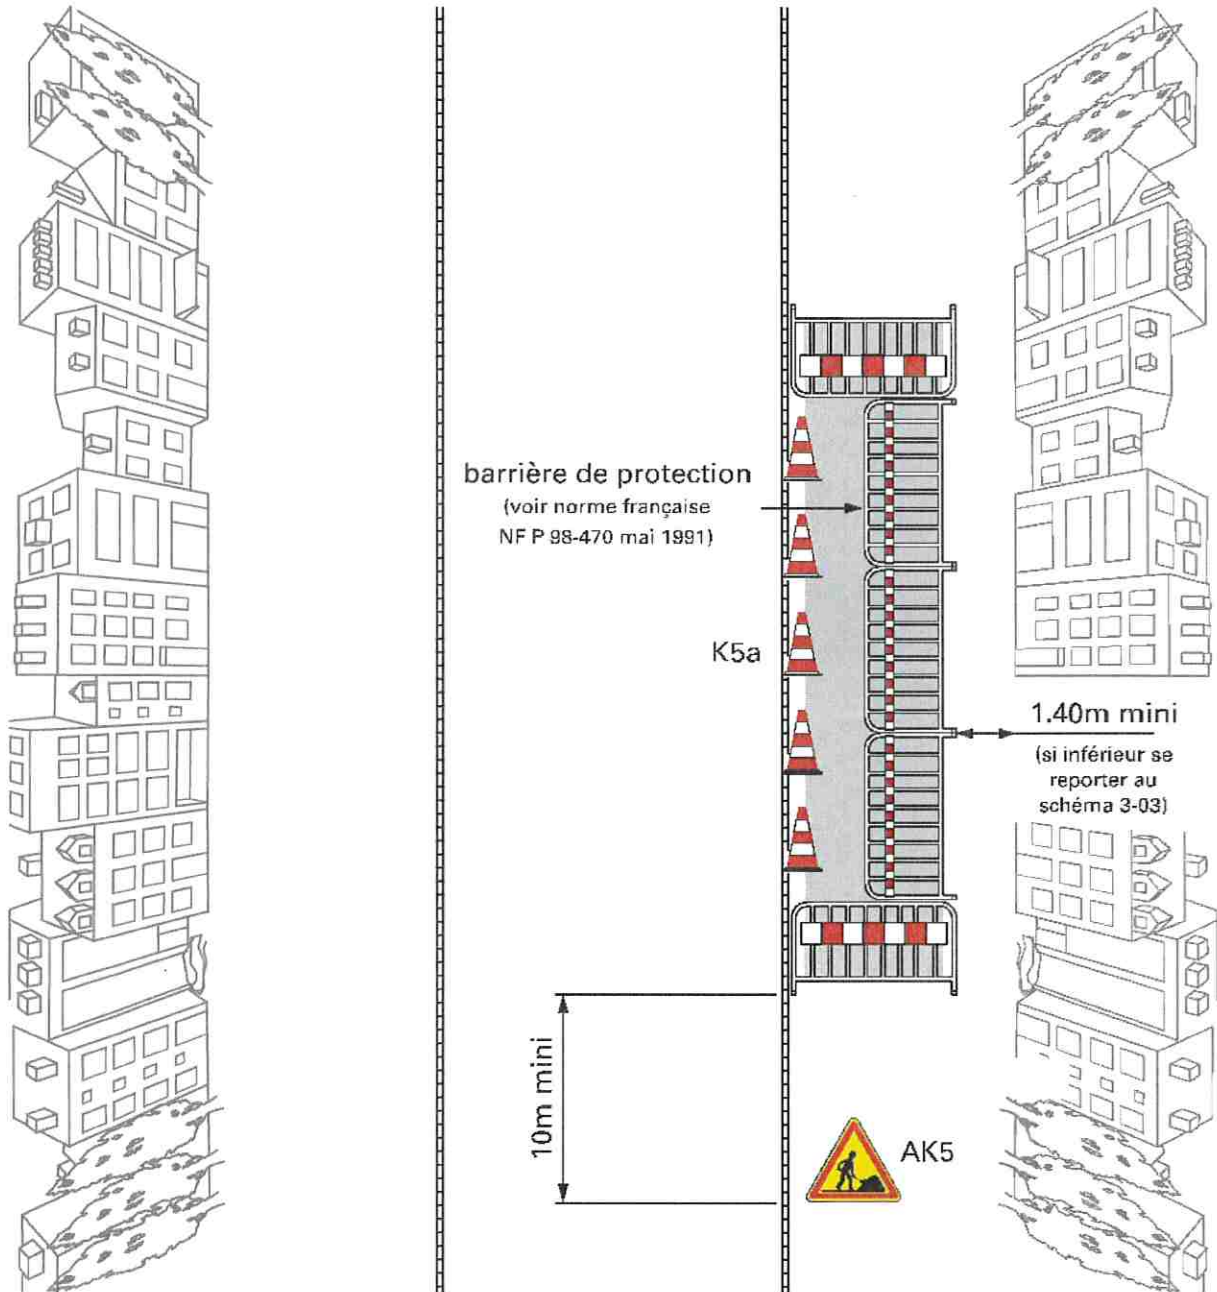 barrière de protection
(voir norme française
NF P 98-470 mai 1991)
K5a
1.40m mini
(si inférieur se
reporter au
schéma 3-03)
10m mini
AK5